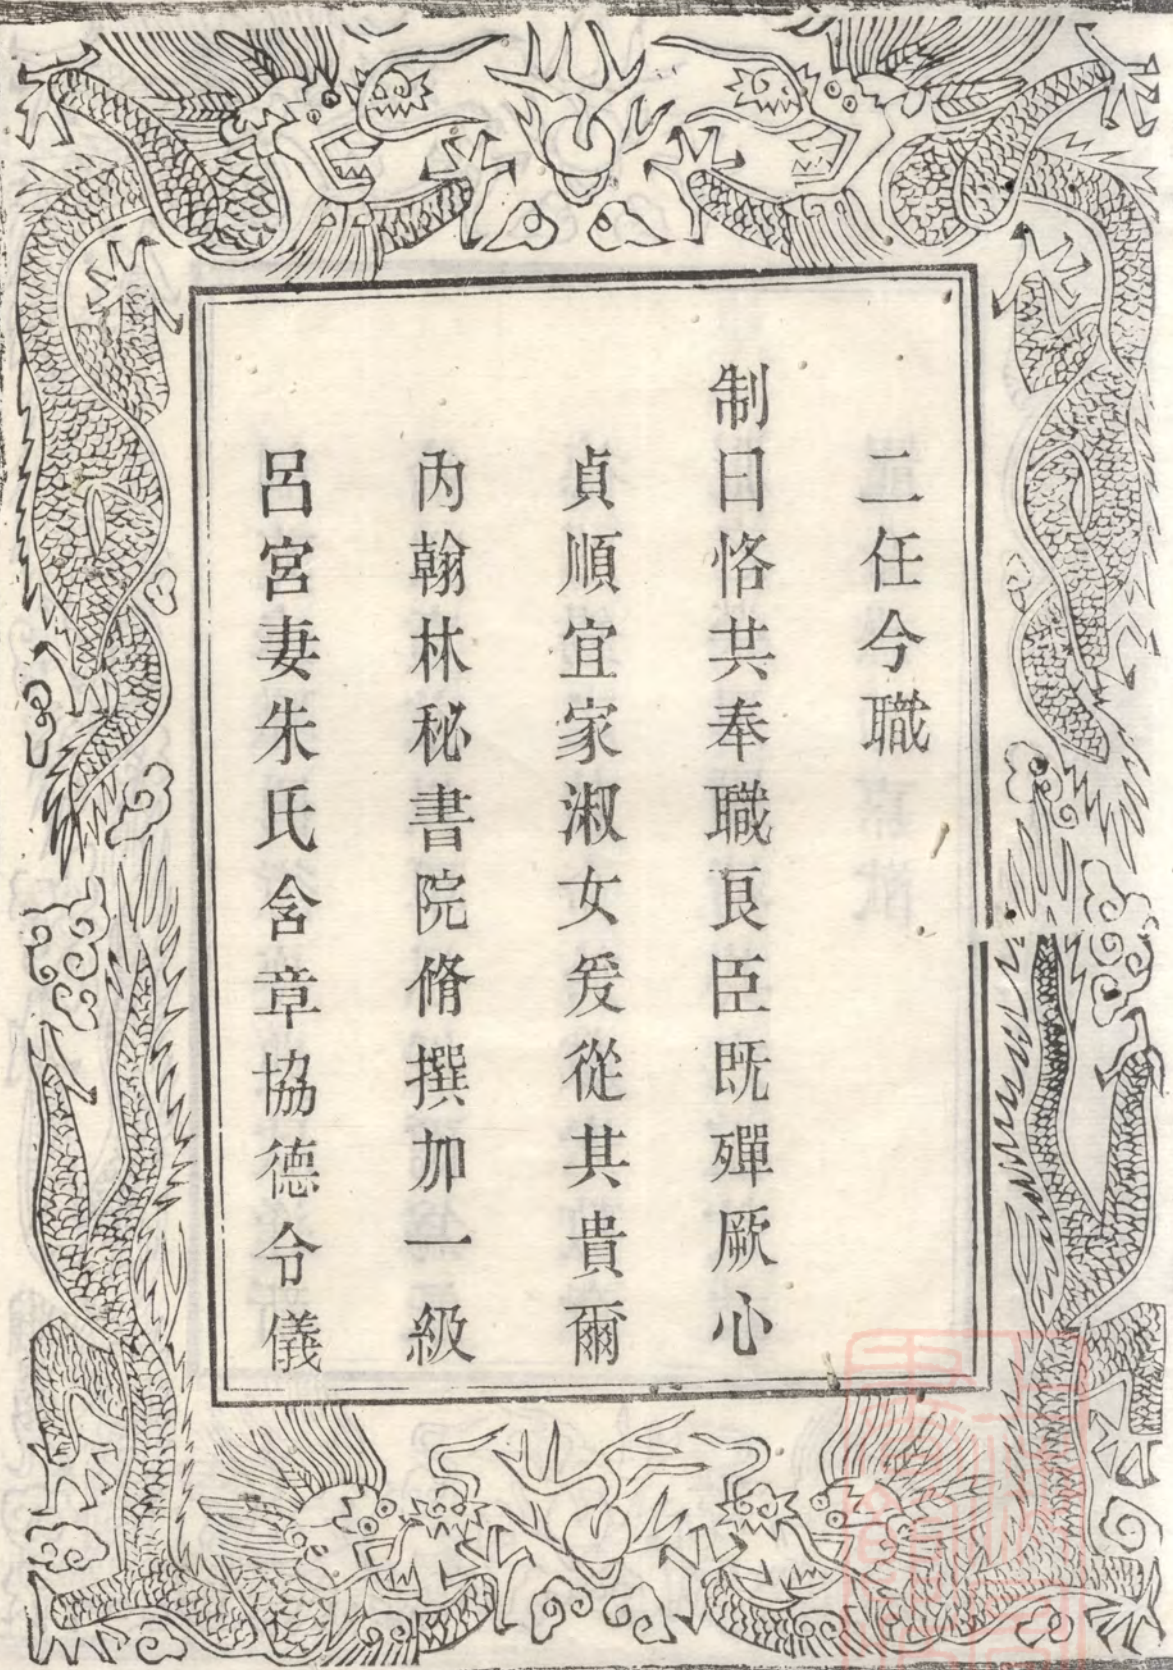 二任今職
制曰恪共奉職良臣既殫厥心
貞順宜家淑女爰從其貴爾
內翰林秘書院脩撰加一級
呂宮妻朱氏含章協德令儀